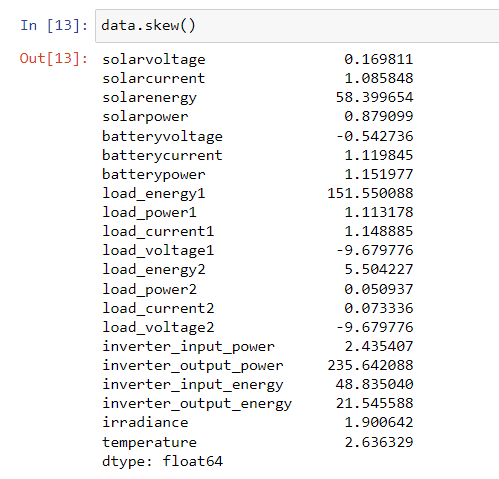 In [13]: data.skew()
Out[13]: solarvoltage 0.169811
solarcurrent 1.085848
solarenergy 58.399654
solarpower 0.879099
batteryvoltage -0.542736
batterycurrent 1.119845
batterypower 1.151977
load_energy1 151.550088
load_power1 1.113178
load_current1 1.148885
load_voltage1 -9.679776
load_energy2 5.504227
load_power2 0.050937
load_current2 0.073336
load_voltage2 -9.679776
inverter_input_power 2.435407
inverter_output_power 235.642088
inverter_input_energy 48.835040
inverter_output_energy 21.545588
irradiance 1.900642
temperature 2.636329
dtype: float64